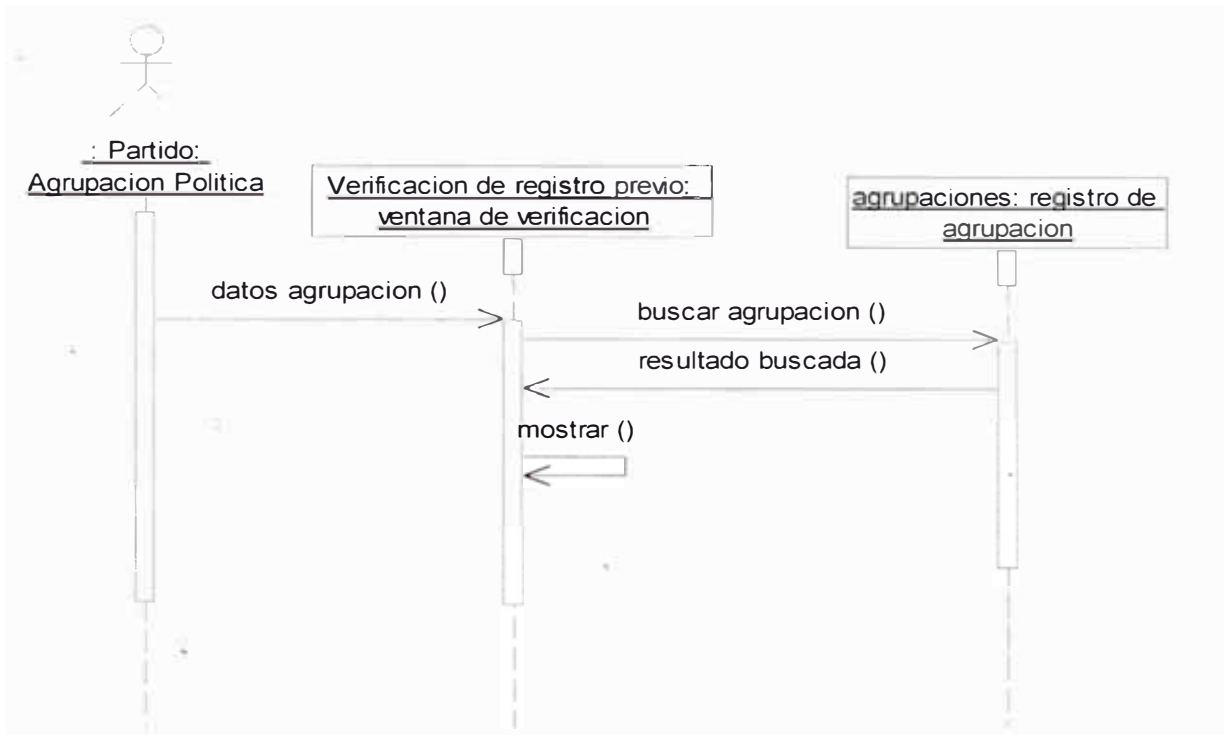 : Partido:
Agrupacion Politica
Verificacion de registro previo:
ventana de verificacion
agrupaciones: registro de
agrupacion
datos agrupacion ()
buscar agrupacion ()
resultado buscada ()
mostrar ()